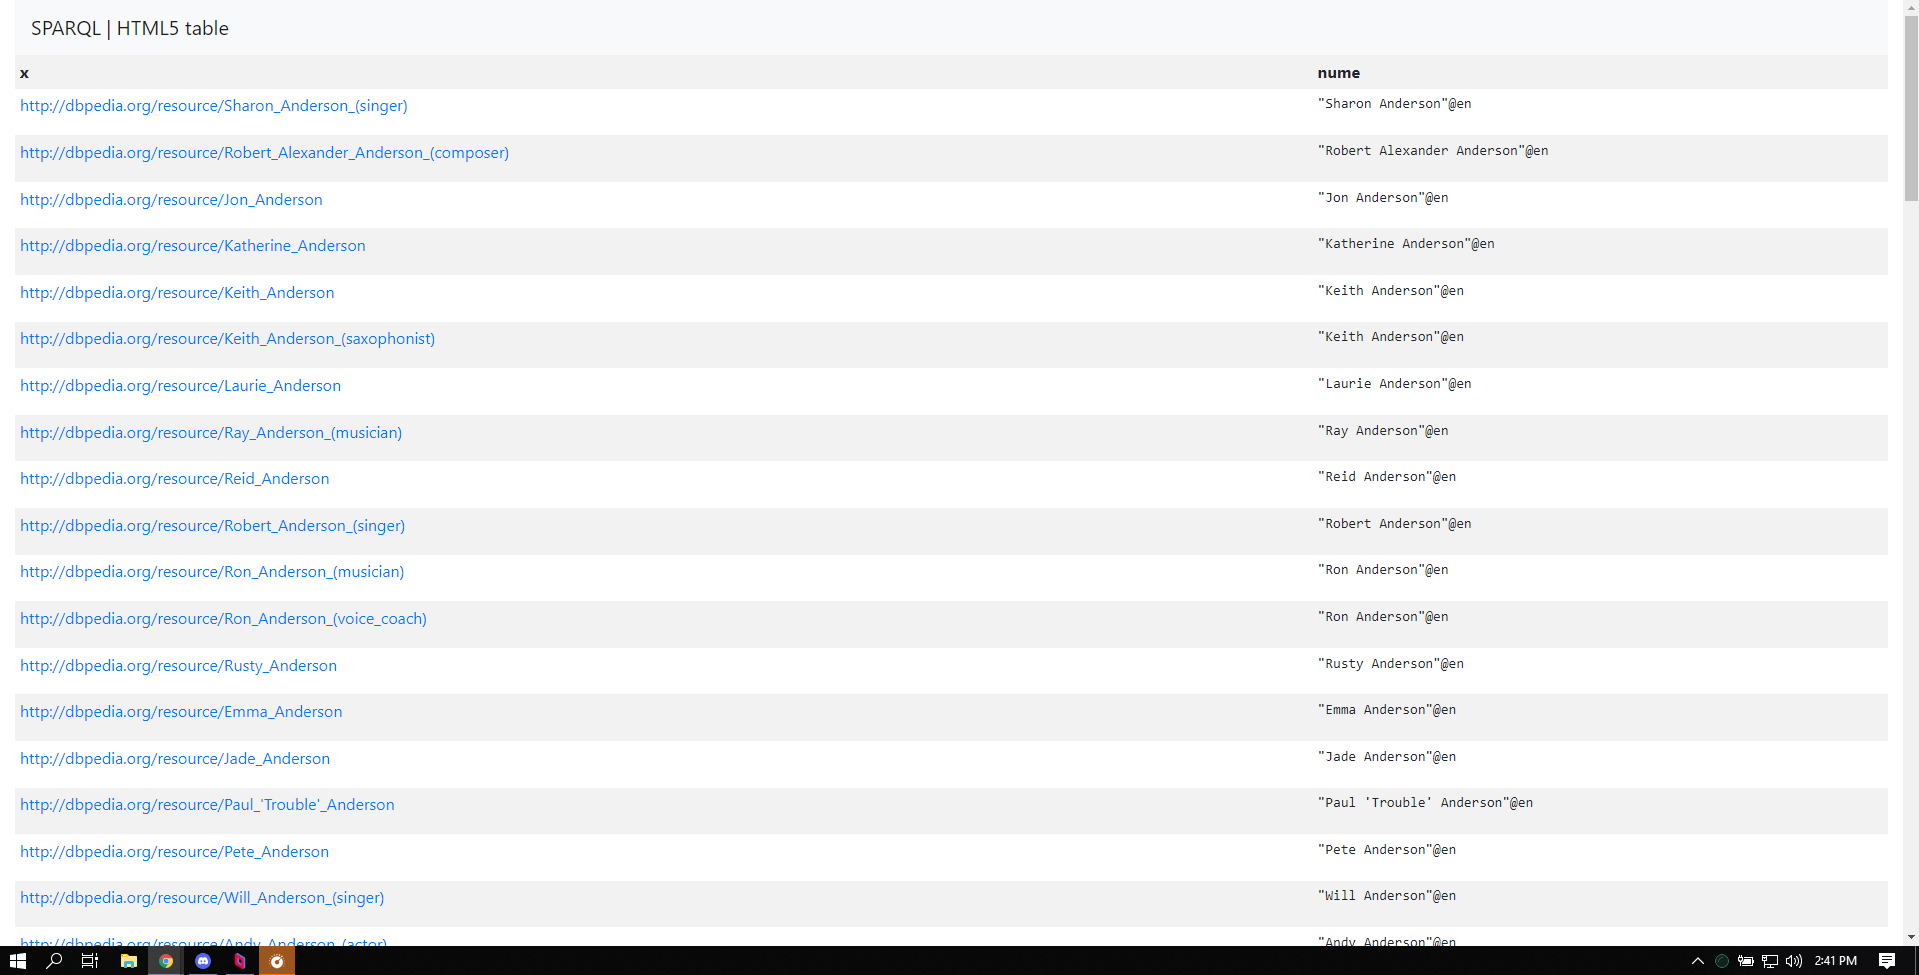 SPARQL | HTML5 table
x nume
http://dbpedia.org/resource/Sharon_Anderson_(singer) "Sharon Anderson"@en
http://dbpedia.org/resource/Robert_Alexander_Anderson_(composer) "Robert Alexander Anderson"@en
http://dbpedia.org/resource/Jon_Anderson "Jon Anderson"@en
http://dbpedia.org/resource/Katherine_Anderson "Katherine Anderson"@en
http://dbpedia.org/resource/Keith_Anderson "Keith Anderson"@en
http://dbpedia.org/resource/Keith_Anderson_(saxophonist) "Keith Anderson"@en
http://dbpedia.org/resource/Laurie_Anderson "Laurie Anderson"@en
http://dbpedia.org/resource/Ray_Anderson_(musician) "Ray Anderson"@en
http://dbpedia.org/resource/Reid_Anderson "Reid Anderson"@en
http://dbpedia.org/resource/Robert_Anderson_(singer) "Robert Anderson"@en
http://dbpedia.org/resource/Ron_Anderson_(musician) "Ron Anderson"@en
http://dbpedia.org/resource/Ron_Anderson_(voice_coach) "Ron Anderson"@en
http://dbpedia.org/resource/Rusty_Anderson "Rusty Anderson"@en
http://dbpedia.org/resource/Emma_Anderson "Emma Anderson"@en
http://dbpedia.org/resource/Jade_Anderson "Jade Anderson"@en
http://dbpedia.org/resource/Paul_'Trouble'_Anderson "Paul 'Trouble' Anderson"@en
http://dbpedia.org/resource/Pete_Anderson "Pete Anderson"@en
http://dbpedia.org/resource/Will_Anderson_(singer) "Will Anderson"@en
http://dbpedia.org/resource/Andy_Anderson_(actor) "Andy Anderson"@en
2:41 PM